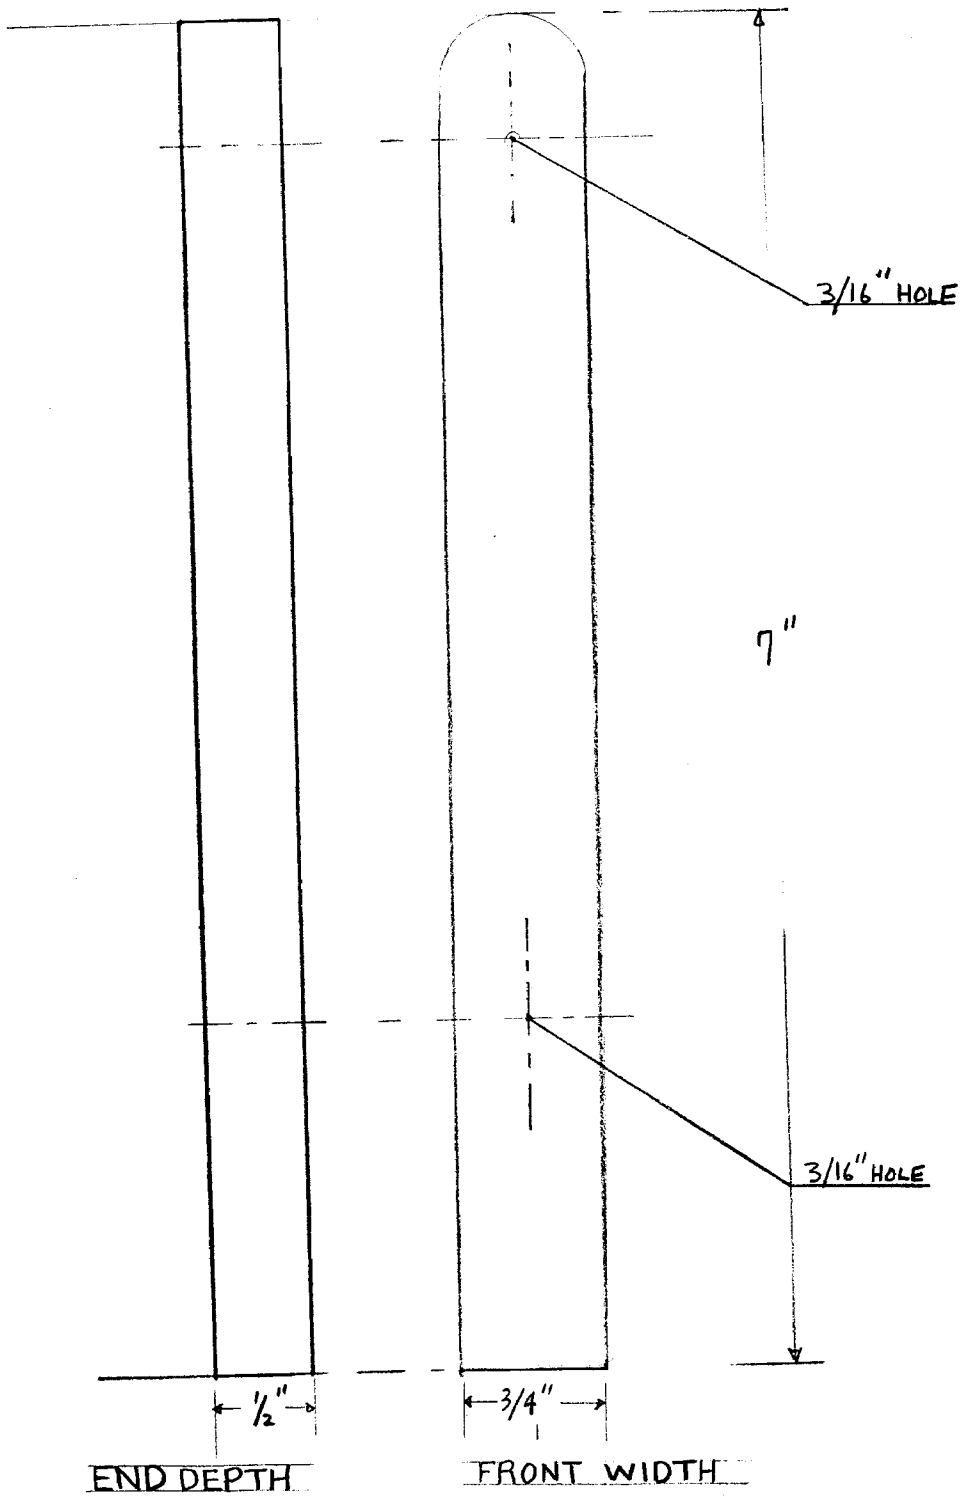 3/16" HOLE
7"
3/16" HOLE
1/2"
3/4"
END DEPTH
FRONT WIDTH